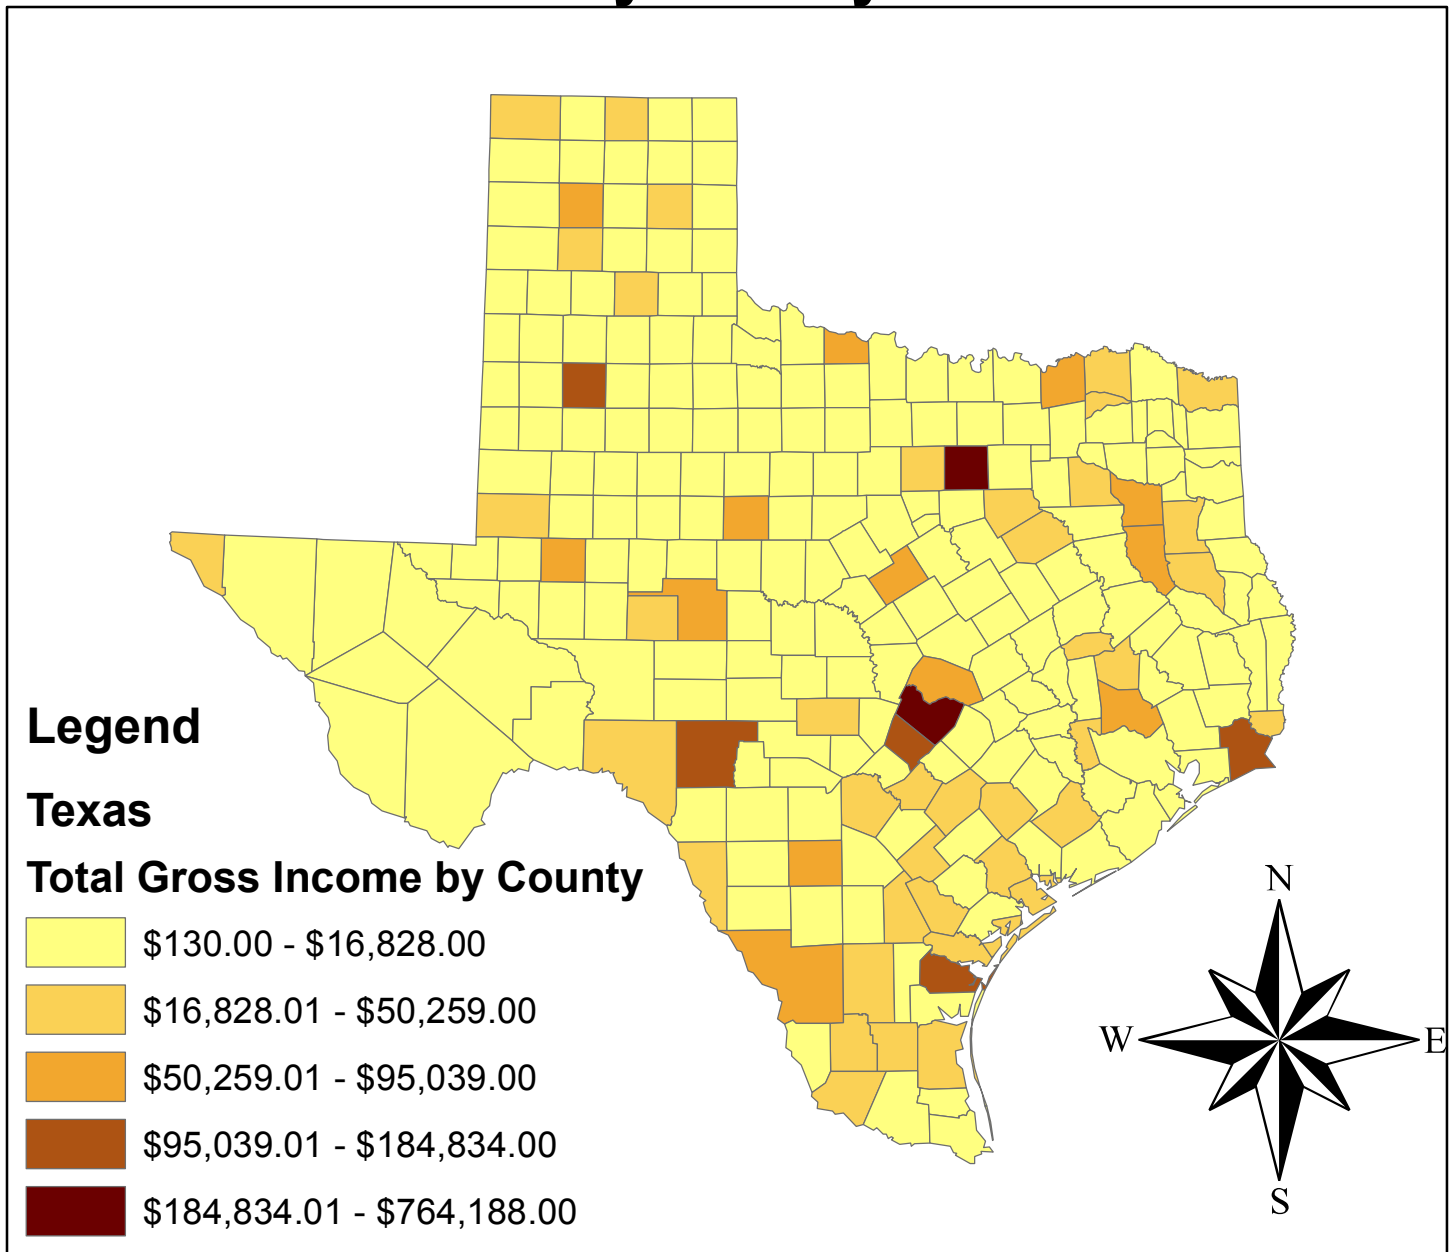 Legend
Texas
Total Gross Income by County
$130.00 - $16,828.00
$16,828.01 - $50,259.00
$50,259.01 - $95,039.00
$95,039.01 - $184,834.00
$184,834.01 - $764,188.00
N
W
E
S